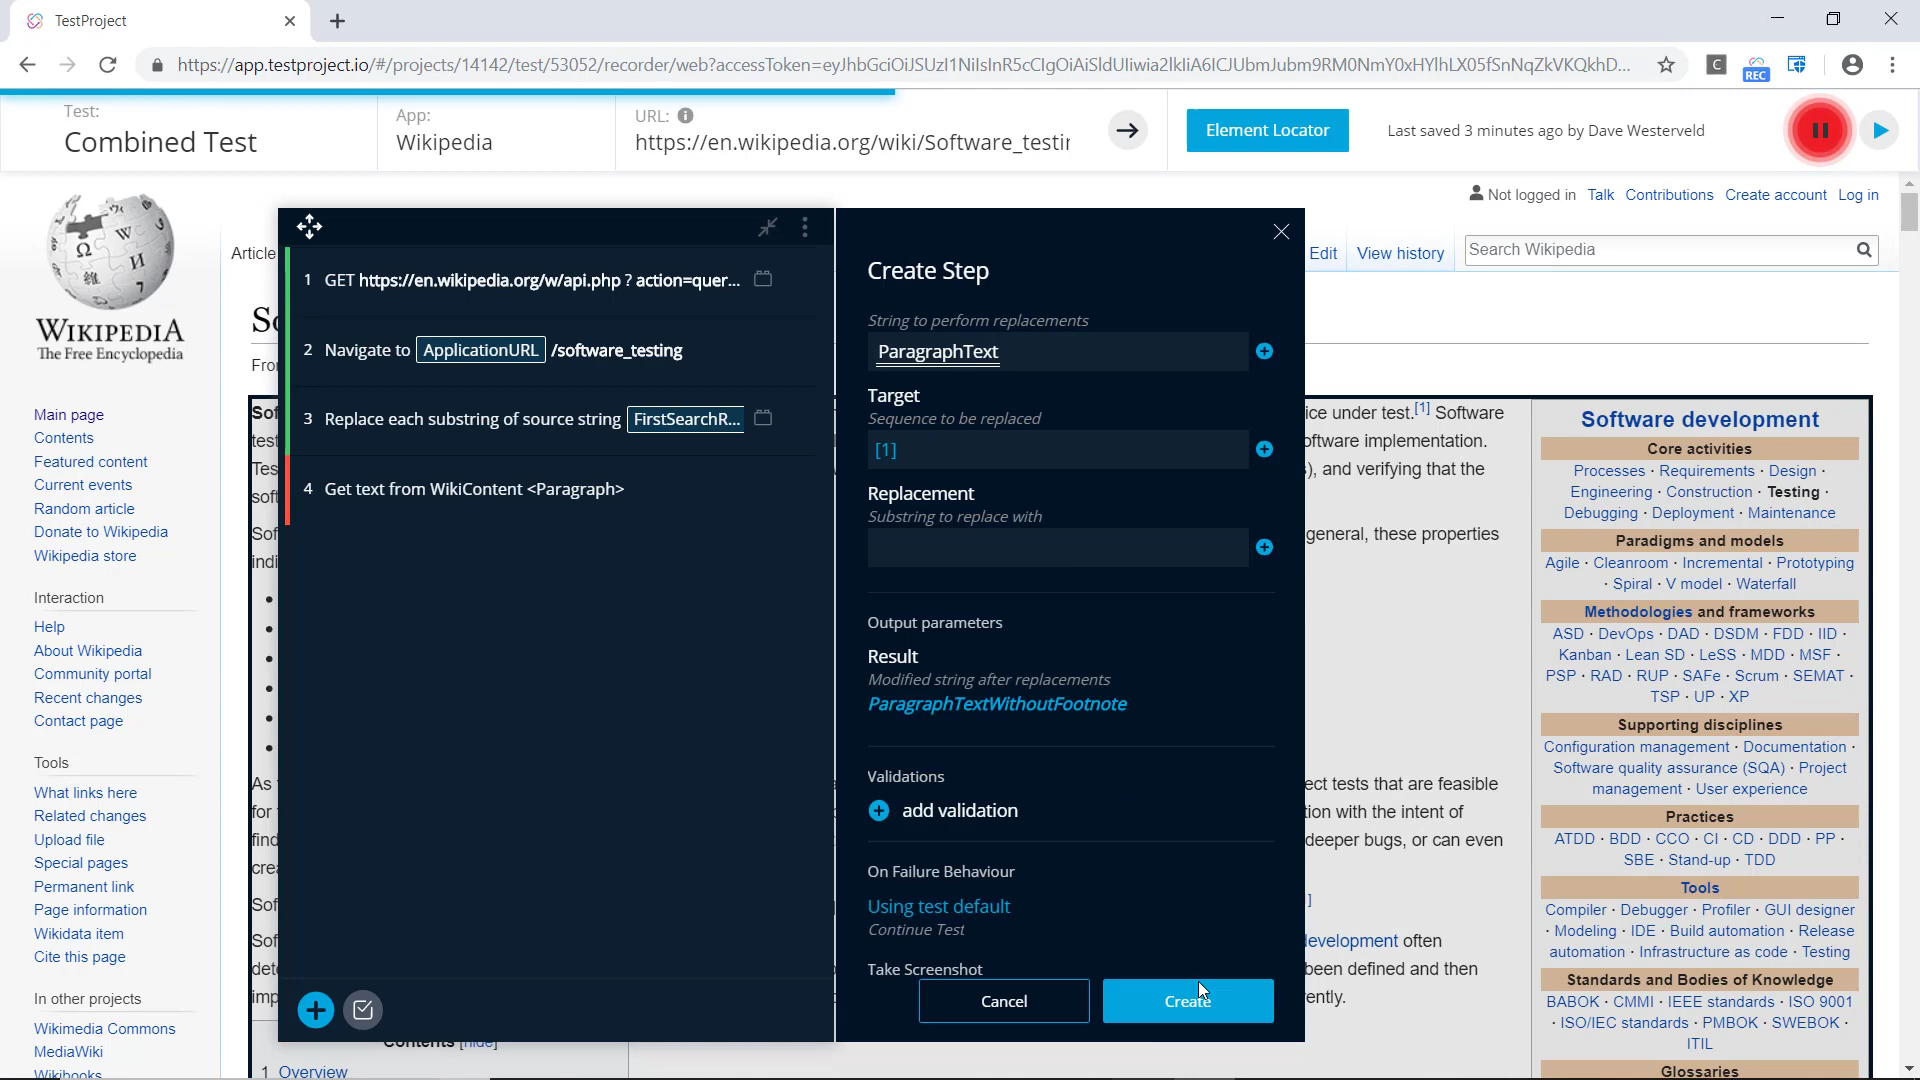 TestProject
https://app.testproject.io/#/projects/14142/test/53052/recorder/web?accessToken=
REC
Test:
Combined Test
App:
Wikipedia
URL:
https://en.wikipedia.org/wiki/Software_testir
Element Locator
Last saved 3 minutes ago by Dave Westerveld
WIKIPEDIA
The Free Encyclopedia
Not logged in Talk Contributions Create account Log in
Article
Edit View history
Search Wikipedia
Main page
Contents
Featured content
Current events
Random article
Donate to Wikipedia
Wikipedia store
Interaction
Help
About Wikipedia
Community portal
Recent changes
Contact page
Tools
What links here
Related changes
Upload file
Special pages
Permanent link
Page information
Wikidata item
Cite this page
In other projects
Wikimedia Commons
MediaWiki
Wikibooks
1 GET https://en.wikipedia.org/w/api.php ? action=quer...
2 Navigate to ApplicationURL /software_testing
3 Replace each substring of source string FirstSearchR...
4 Get text from WikiContent <Paragraph>
Create Step
String to perform replacements
ParagraphText
Target
Sequence to be replaced
[1]
Replacement
Substring to replace with
Output parameters
Result
Modified string after replacements
ParagraphTextWithoutFootnote
Validations
add validation
On Failure Behaviour
Using test default
Continue Test
Take Screenshot
Cancel
Create
ice under test.[1] Software
oftware implementation.
), and verifying that the
general, these properties
ect tests that are feasible
tion with the intent of
deeper bugs, or can even
evelopment often
been defined and then
ently.
Contents [hide]
1 Overview
Software development
Core activities
Processes · Requirements · Design ·
Engineering · Construction · Testing ·
Debugging · Deployment · Maintenance
Paradigms and models
Agile · Cleanroom · Incremental · Prototyping
· Spiral · V model · Waterfall
Methodologies and frameworks
ASD · DevOps · DAD · DSDM · FDD · IID ·
Kanban · Lean SD · LeSS · MDD · MSF ·
PSP · RAD · RUP · SAFe · Scrum · SEMAT ·
TSP · UP · XP
Supporting disciplines
Configuration management · Documentation ·
Software quality assurance (SQA) · Project
management · User experience
Practices
ATDD · BDD · CCO · CI · CD · DDD · PP ·
SBE · Stand-up · TDD
Tools
Compiler · Debugger · Profiler · GUI designer
· Modeling · IDE · Build automation · Release
automation · Infrastructure as code · Testing
Standards and Bodies of Knowledge
BABOK · CMMI · IEEE standards · ISO 9001
· ISO/IEC standards · PMBOK · SWEBOK ·
ITIL
Glossaries